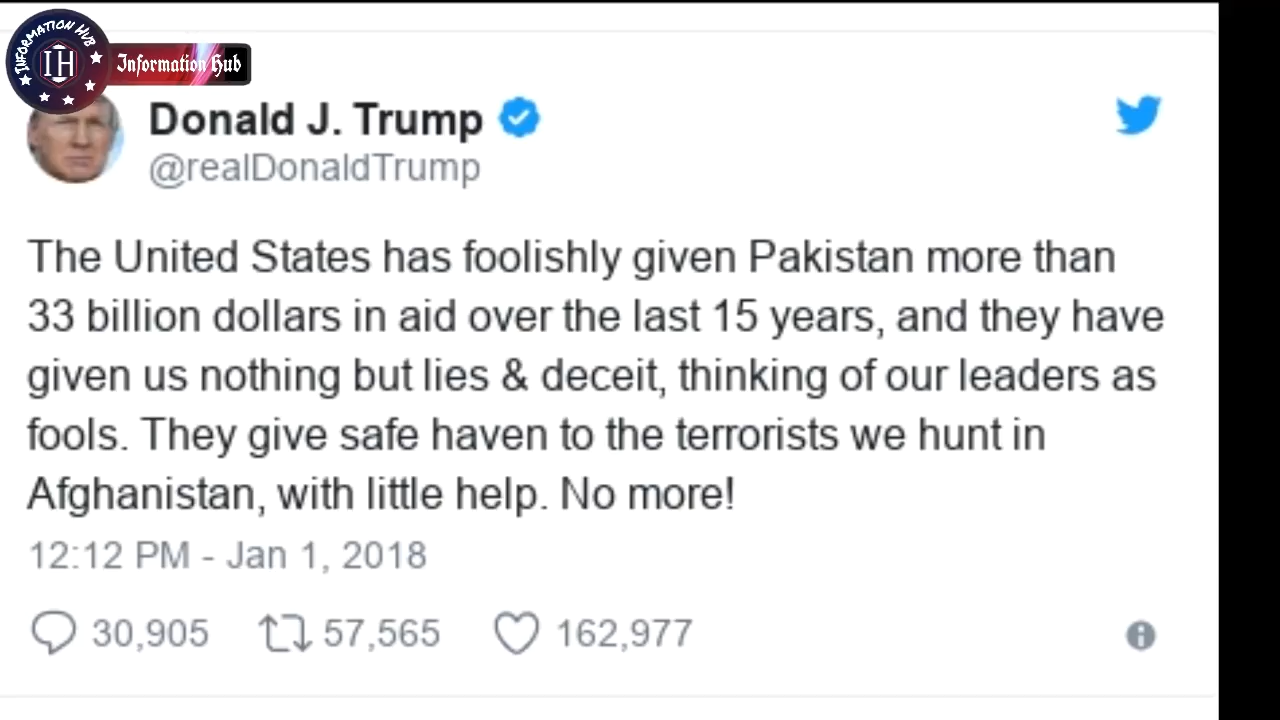 INFORMATION HUB
IH
Information Hub
Donald J. Trump
@realDonaldTrump
The United States has foolishly given Pakistan more than
33 billion dollars in aid over the last 15 years, and they have
given us nothing but lies & deceit, thinking of our leaders as
fools. They give safe haven to the terrorists we hunt in
Afghanistan, with little help. No more!
12:12 PM - Jan 1, 2018
30,905 57,565 162,977